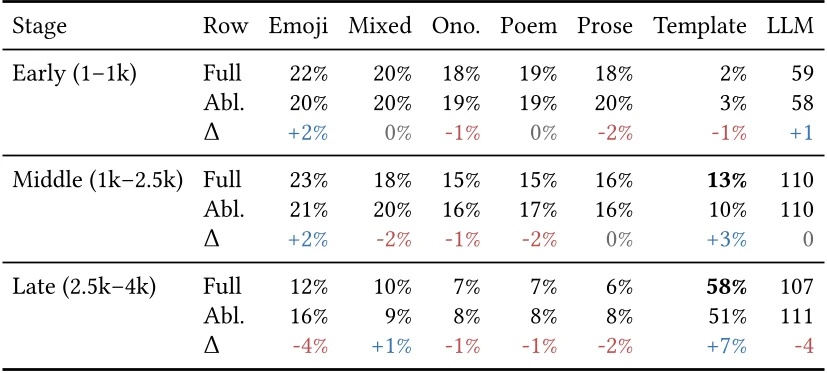 Stage Row Emoji Mixed Ono. Poem Prose Template LLM
Early (1–1k) Full 22% 20% 18% 19% 18% 2% 59
Abl. 20% 20% 19% 19% 20% 3% 58
Δ +2% 0% -1% 0% -2% -1% +1
Middle (1k–2.5k) Full 23% 18% 15% 15% 16% 13% 110
Abl. 21% 20% 16% 17% 16% 10% 110
Δ +2% -2% -1% -2% 0% +3% 0
Late (2.5k–4k) Full 12% 10% 7% 7% 6% 58% 107
Abl. 16% 9% 8% 8% 8% 51% 111
Δ -4% +1% -1% -1% -2% +7% -4